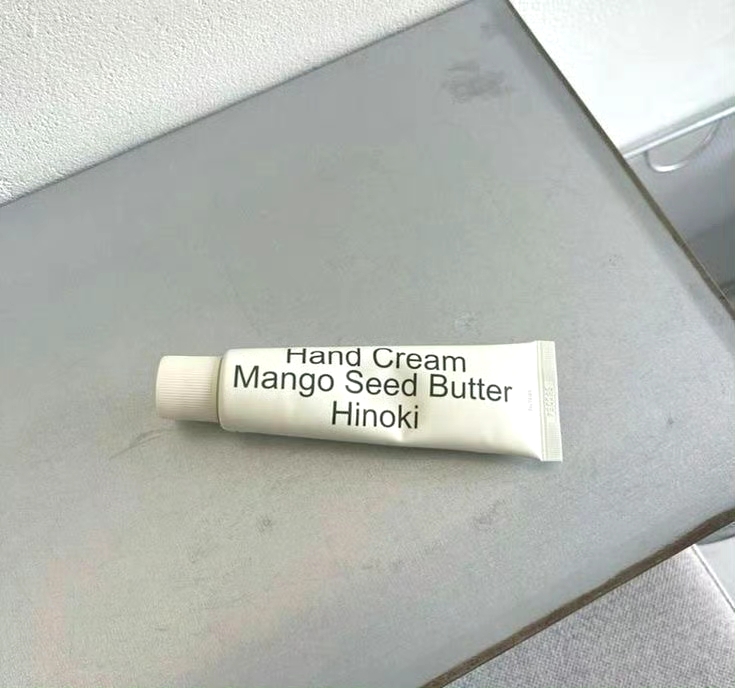 Hand Cream
Mango Seed Butter
Hinoki